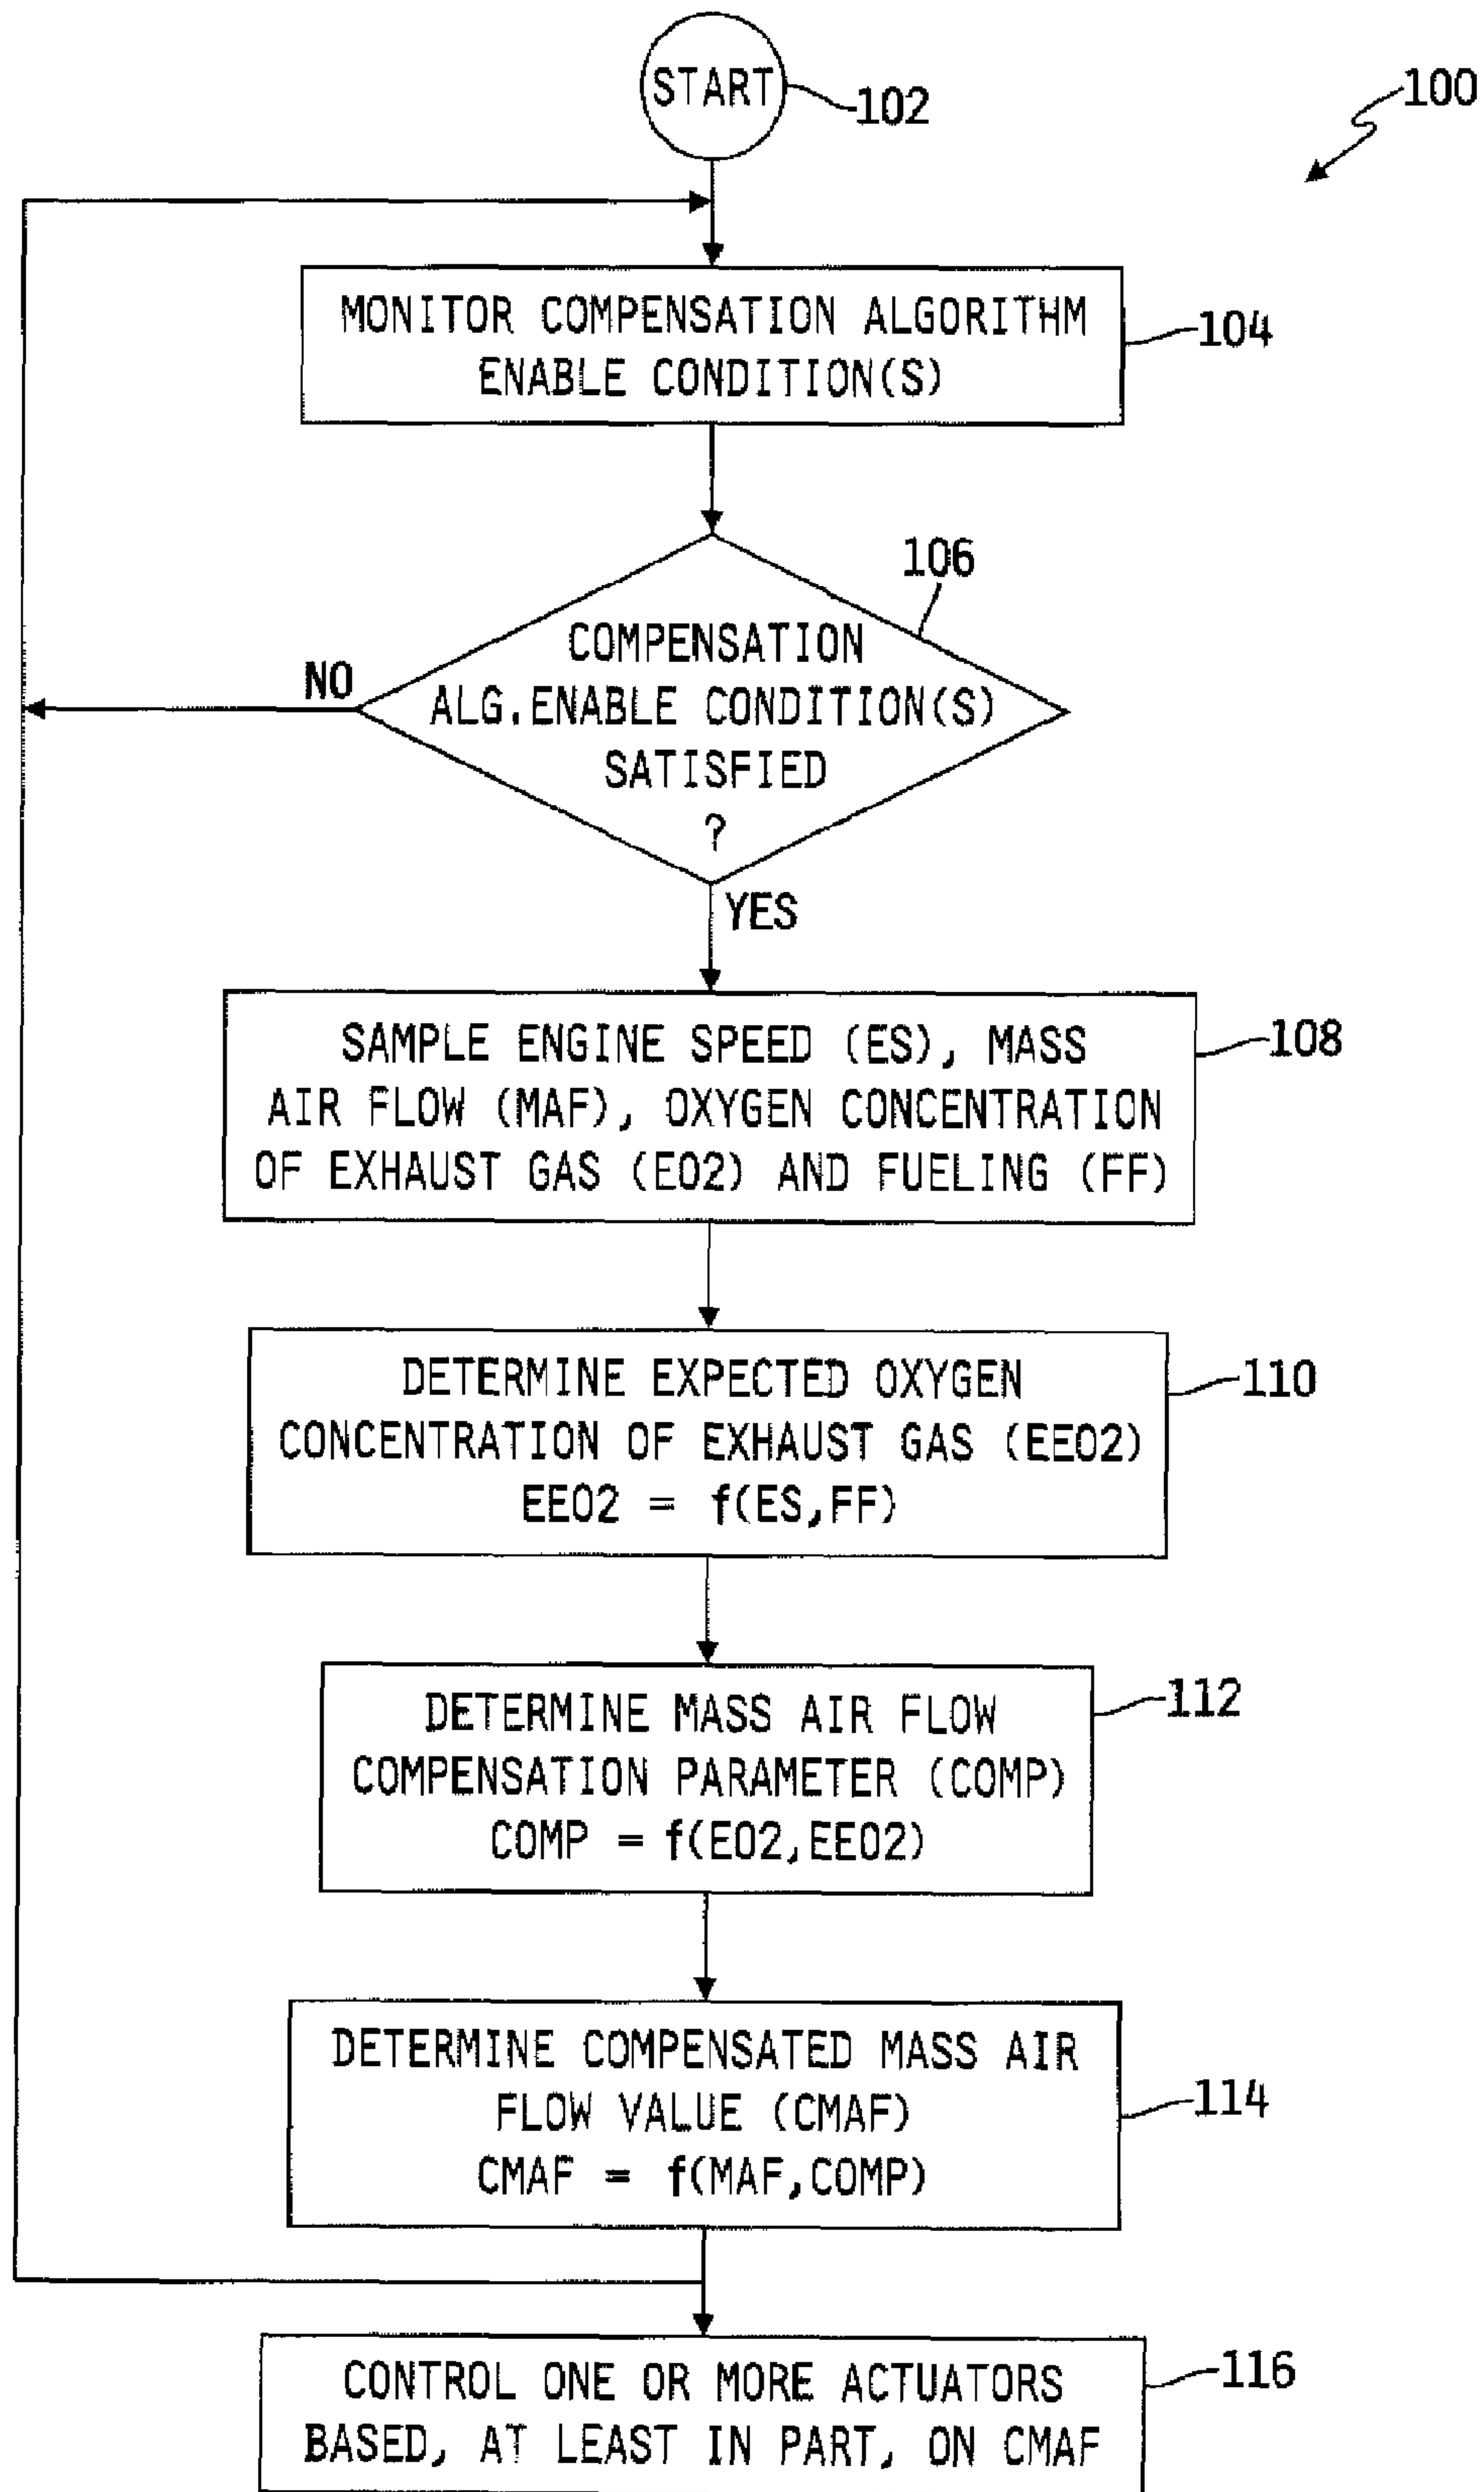 START
102
100
MONITOR COMPENSATION ALGORITHM
ENABLE CONDITION(S)
104
106
COMPENSATION
ALG.ENABLE CONDITION(S)
SATISFIED
?
NO
YES
SAMPLE ENGINE SPEED (ES), MASS
AIR FLOW (MAF), OXYGEN CONCENTRATION
OF EXHAUST GAS (EO2) AND FUELING (FF)
108
DETERMINE EXPECTED OXYGEN
CONCENTRATION OF EXHAUST GAS (EEO2)
EEO2 = f(ES,FF)
110
DETERMINE MASS AIR FLOW
COMPENSATION PARAMETER (COMP)
COMP = f(EO2,EEO2)
112
DETERMINE COMPENSATED MASS AIR
FLOW VALUE (CMAF)
CMAF = f(MAF,COMP)
114
CONTROL ONE OR MORE ACTUATORS
BASED, AT LEAST IN PART, ON CMAF
116